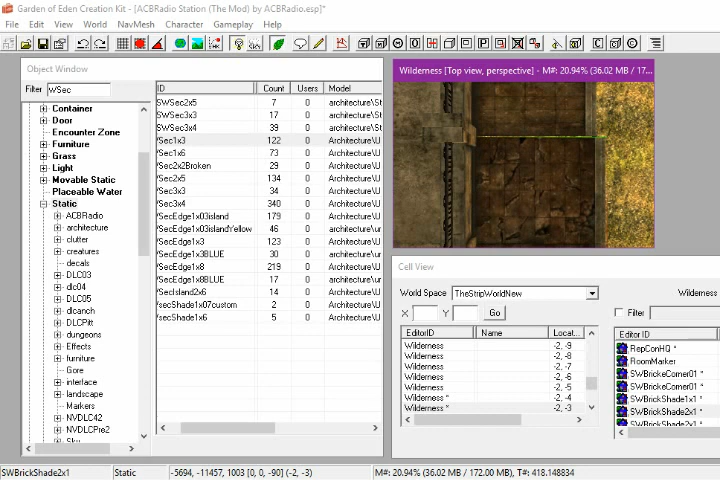 Garden of Eden Creation Kit* - [ACBRadio Station (The Mod) by ACBRadio.esp]*
File Edit View World NavMesh Character Gameplay Help
Object Window
Filter wSec
Container
Door
Encounter Zone
Furniture
Grass
Light
Movable Static
Placeable Water
Static
ACBRadio
architecture
clutter
creatures
decals
DLC03
dlc04
DLC05
dlcanch
DLCPitt
dungeons
Effects
furniture
Gore
interface
landscape
Markers
NVDLC42
NVDLCPre2
ID Count Users Model
SWSec2x5 7 0 architecture\St
SWSec3x3 17 0 architecture\St
SWSec3x4 39 0 architecture\St
/Sec1x3 122 0 Architecture\U
/Sec1x6 73 0 Architecture\U
/Sec2x2Broken 29 0 Architecture\U
/Sec2x5 134 0 Architecture\U
/Sec3x3 34 0 Architecture\U
/Sec3x4 340 0 Architecture\U
/SecEdge1x03island 179 0 architecture\ur
/SecEdge1x03islandYellow 46 0 architecture\ur
/SecEdge1x3 123 0 Architecture\U
/SecEdge1x3BLUE 30 0 architecture\ur
/SecEdge1x8 219 0 Architecture\U
/SecEdge1x8BLUE 17 0 architecture\ur
/SecIsland2x6 14 0 Architecture\U
/secShade1x07custom 2 0 Architecture\U
/secShade1x6 5 0 Architecture\U
Wilderness [Top view, perspective] - M#: 20.94% (36.02 MB / 17...
Cell View
World Space TheStripWorldNew Wilderness
X Y Go Filter
EditorID Name Locat...
Wilderness -2, -9
Wilderness -2, -8
Wilderness -2, -7
Wilderness -2, -6
Wilderness -2, -5
Wilderness * -2, -4
Wilderness * -2, -3
Editor ID
RepConHQ *
RoomMarker
SWBrickeCorner01 *
SWBrickeCorner01 *
SWBrickShade1x1 *
SWBrickShade2x1 *
SWBrickShade2x1 *
SWBrickShade2x1 Static -5694, -11457, 1003 [0, 0, -90] (-2, -3) M#: 20.94% (36.02 MB / 172.00 MB), T#: 418.148834